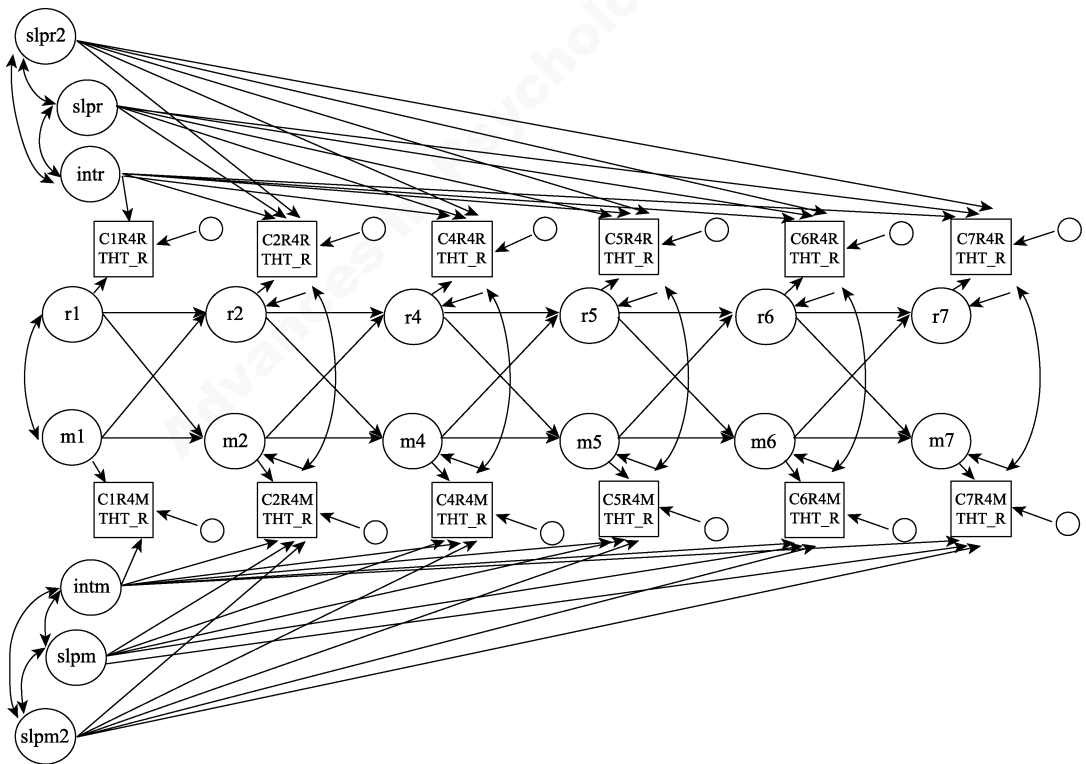 slpr2
slpr
intr
C1R4R
THT_R
C2R4R
THT_R
C4R4R
THT_R
C5R4R
THT_R
C6R4R
THT_R
C7R4R
THT_R
r1
r2
r4
r5
r6
r7
m1
m2
m4
m5
m6
m7
C1R4M
THT_R
C2R4M
THT_R
C4R4M
THT_R
C5R4M
THT_R
C6R4M
THT_R
C7R4M
THT_R
intm
slpm
slpm2
Advances